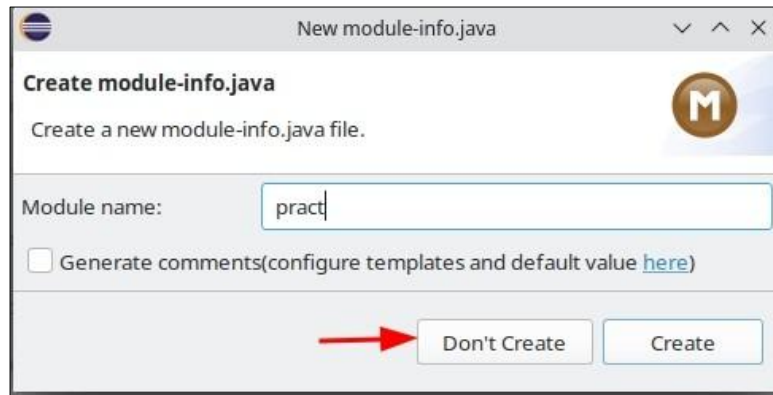 New module-info.java
Create module-info.java
Create a new module-info.java file.
M
Module name: pract
Generate comments(configure templates and default value here)
Don't Create Create